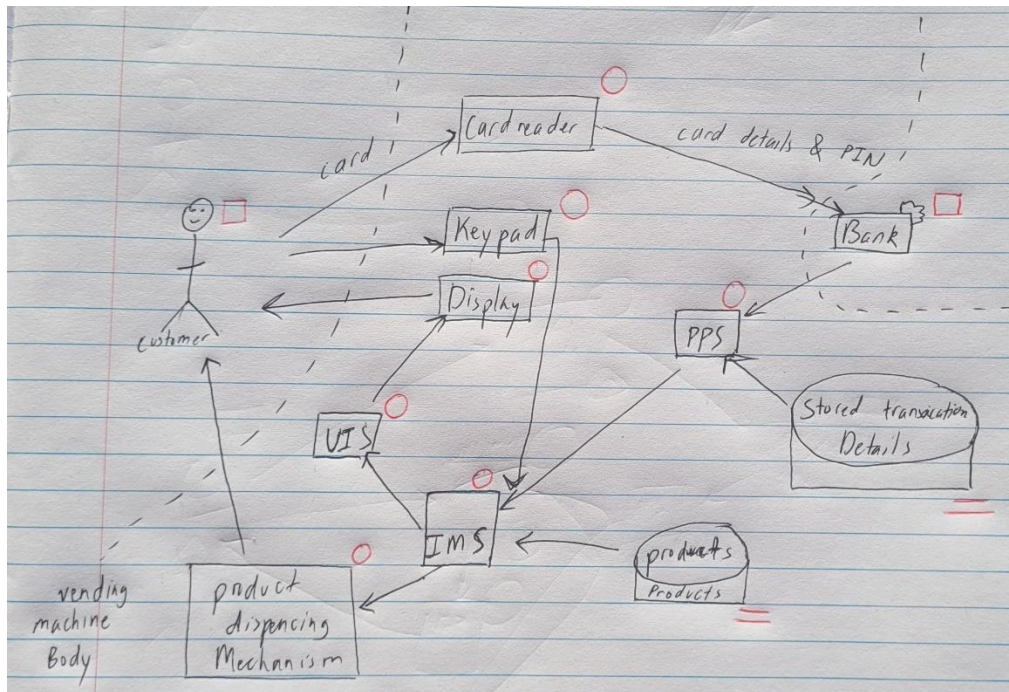 Card reader
card
card details & PIN
Keypad
Bank
Display
PPS
customer
Stored transication
Details
UIS
IMS
products
Products
vending
machine
Body
product
dispencing
Mechanism